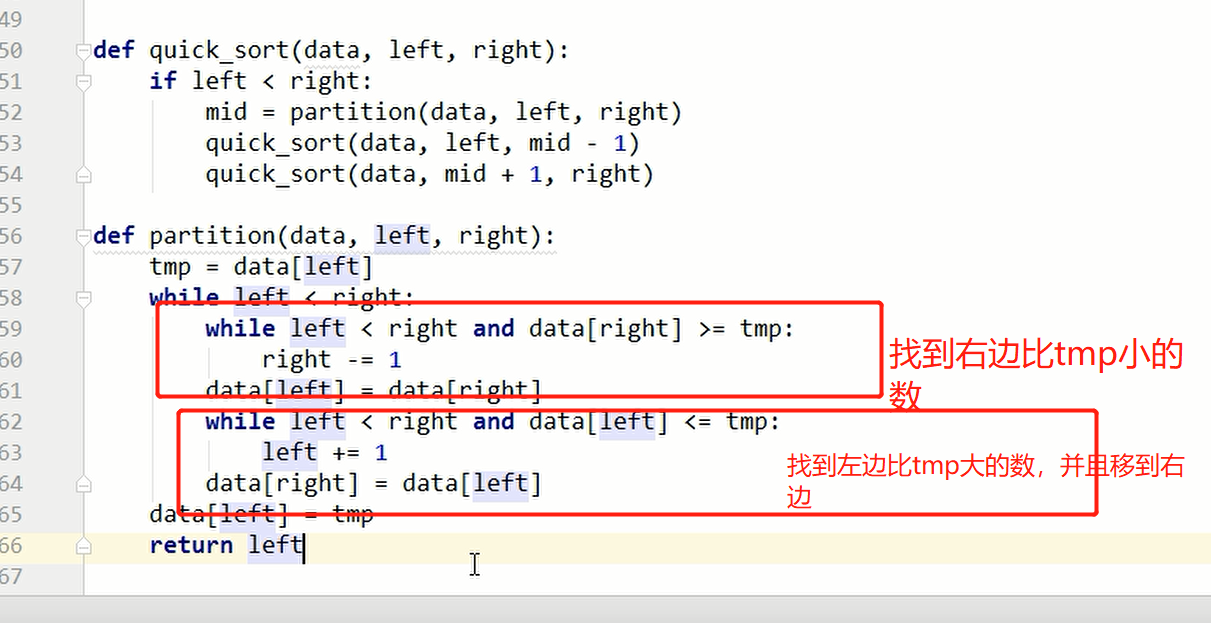 49
50 def quick_sort(data, left, right):
51     if left < right:
52         mid = partition(data, left, right)
53         quick_sort(data, left, mid - 1)
54         quick_sort(data, mid + 1, right)
55
56 def partition(data, left, right):
57     tmp = data[left]
58     while left < right:
59         while left < right and data[right] >= tmp:
60             right -= 1
61         data[left] = data[right]
找到右边比tmp小的
数
62         while left < right and data[left] <= tmp:
63             left += 1
64         data[right] = data[left]
找到左边比tmp大的数，并且移到右
边
65     data[left] = tmp
66     return left
67